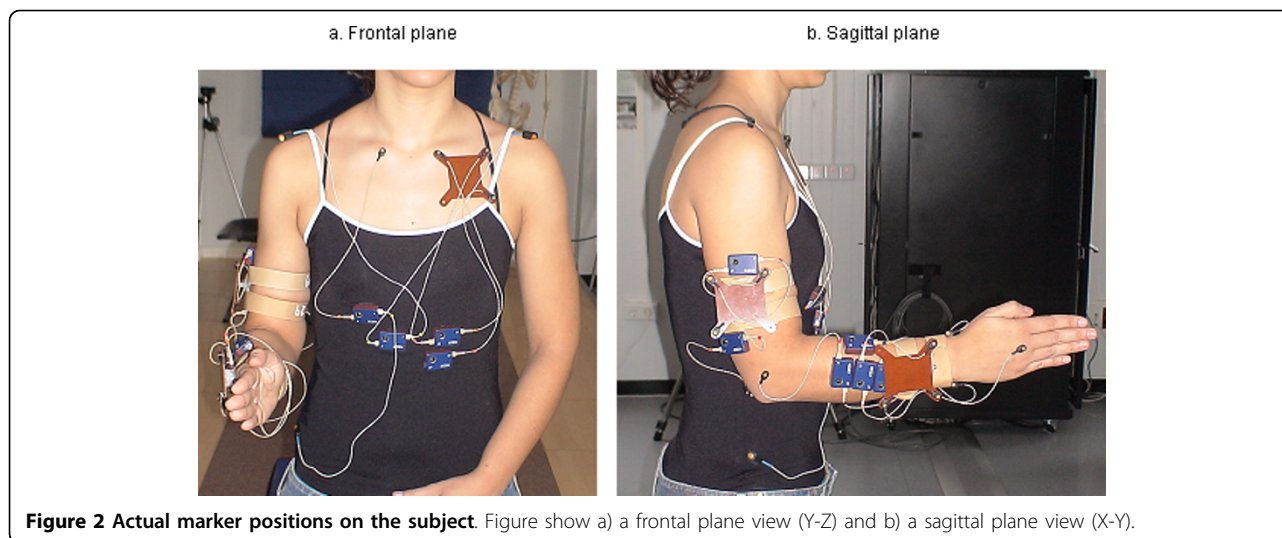 a. Frontal plane
b. Sagittal plane
Figure 2 Actual marker positions on the subject. Figure show a) a frontal plane view (Y-Z) and b) a sagittal plane view (X-Y).